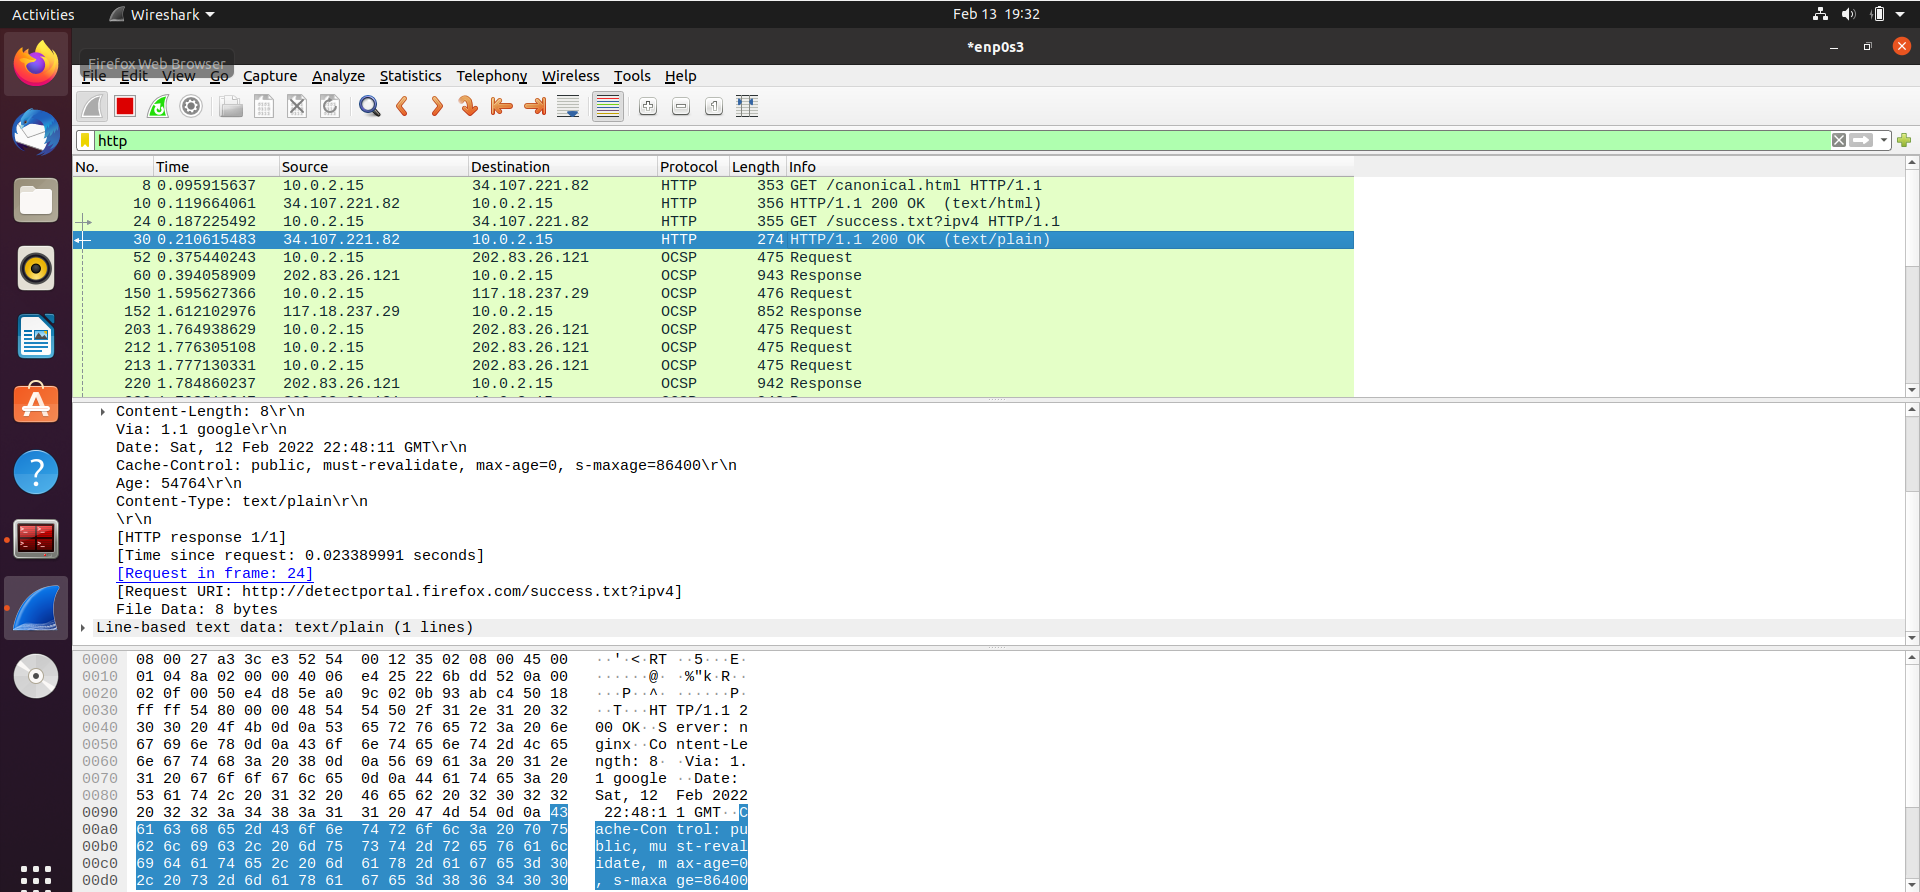 Activities Wireshark Feb 13 19:32
*enp0s3
Firefox Web Browser
File Edit View Go Capture Analyze Statistics Telephony Wireless Tools Help
http
No. Time Source Destination Protocol Length Info
8 0.095915637 10.0.2.15 34.107.221.82 HTTP 353 GET /canonical.html HTTP/1.1
10 0.119664061 34.107.221.82 10.0.2.15 HTTP 356 HTTP/1.1 200 OK (text/html)
24 0.187225492 10.0.2.15 34.107.221.82 HTTP 355 GET /success.txt?ipv4 HTTP/1.1
30 0.210615483 34.107.221.82 10.0.2.15 HTTP 274 HTTP/1.1 200 OK (text/plain)
52 0.375440243 10.0.2.15 202.83.26.121 OCSP 475 Request
60 0.394058909 202.83.26.121 10.0.2.15 OCSP 943 Response
150 1.595627366 10.0.2.15 117.18.237.29 OCSP 476 Request
152 1.612102976 117.18.237.29 10.0.2.15 OCSP 852 Response
203 1.764938629 10.0.2.15 202.83.26.121 OCSP 475 Request
212 1.776305108 10.0.2.15 202.83.26.121 OCSP 475 Request
213 1.777130331 10.0.2.15 202.83.26.121 OCSP 475 Request
220 1.784860237 202.83.26.121 10.0.2.15 OCSP 942 Response
Content-Length: 8\r\n
Via: 1.1 google\r\n
Date: Sat, 12 Feb 2022 22:48:11 GMT\r\n
Cache-Control: public, must-revalidate, max-age=0, s-maxage=86400\r\n
Age: 54764\r\n
Content-Type: text/plain\r\n
\r\n
[HTTP response 1/1]
[Time since request: 0.023389991 seconds]
[Request in frame: 24]
[Request URI: http://detectportal.firefox.com/success.txt?ipv4]
File Data: 8 bytes
Line-based text data: text/plain (1 lines)
0000 08 00 27 a3 3c e3 52 54 00 12 35 02 08 00 45 00 ··'·<·RT ··5···E·
0010 01 04 8a 02 00 00 40 06 e4 25 22 6b dd 52 0a 00 ······@· ·%"k·R··
0020 02 0f 00 50 e4 d8 5e a0 9c 02 0b 93 ab c4 50 18 ···P··^· ······P·
0030 ff ff 54 80 00 00 48 54 54 50 2f 31 2e 31 20 32 ··T···HT TP/1.1 2
0040 30 30 20 4f 4b 0d 0a 53 65 72 76 65 72 3a 20 6e 00 OK··S erver: n
0050 67 69 6e 78 0d 0a 43 6f 6e 74 65 6e 74 2d 4c 65 ginx··Co ntent-Le
0060 6e 67 74 68 3a 20 38 0d 0a 56 69 61 3a 20 31 2e ngth: 8· ·Via: 1.
0070 31 20 67 6f 6f 67 6c 65 0d 0a 44 61 74 65 3a 20 1 google ··Date:
0080 53 61 74 2c 20 31 32 20 46 65 62 20 32 30 32 32 Sat, 12 Feb 2022
0090 20 32 32 3a 34 38 3a 31 31 20 47 4d 54 0d 0a 43 22:48:1 1 GMT··C
00a0 61 63 68 65 2d 43 6f 6e 74 72 6f 6c 3a 20 70 75 ache-Con trol: pu
00b0 62 6c 69 63 2c 20 6d 75 73 74 2d 72 65 76 61 6c blic, mu st-reval
00c0 69 64 61 74 65 2c 20 6d 61 78 2d 61 67 65 3d 30 idate, m ax-age=0
00d0 2c 20 73 2d 6d 61 78 61 67 65 3d 38 36 34 30 30 , s-maxa ge=86400